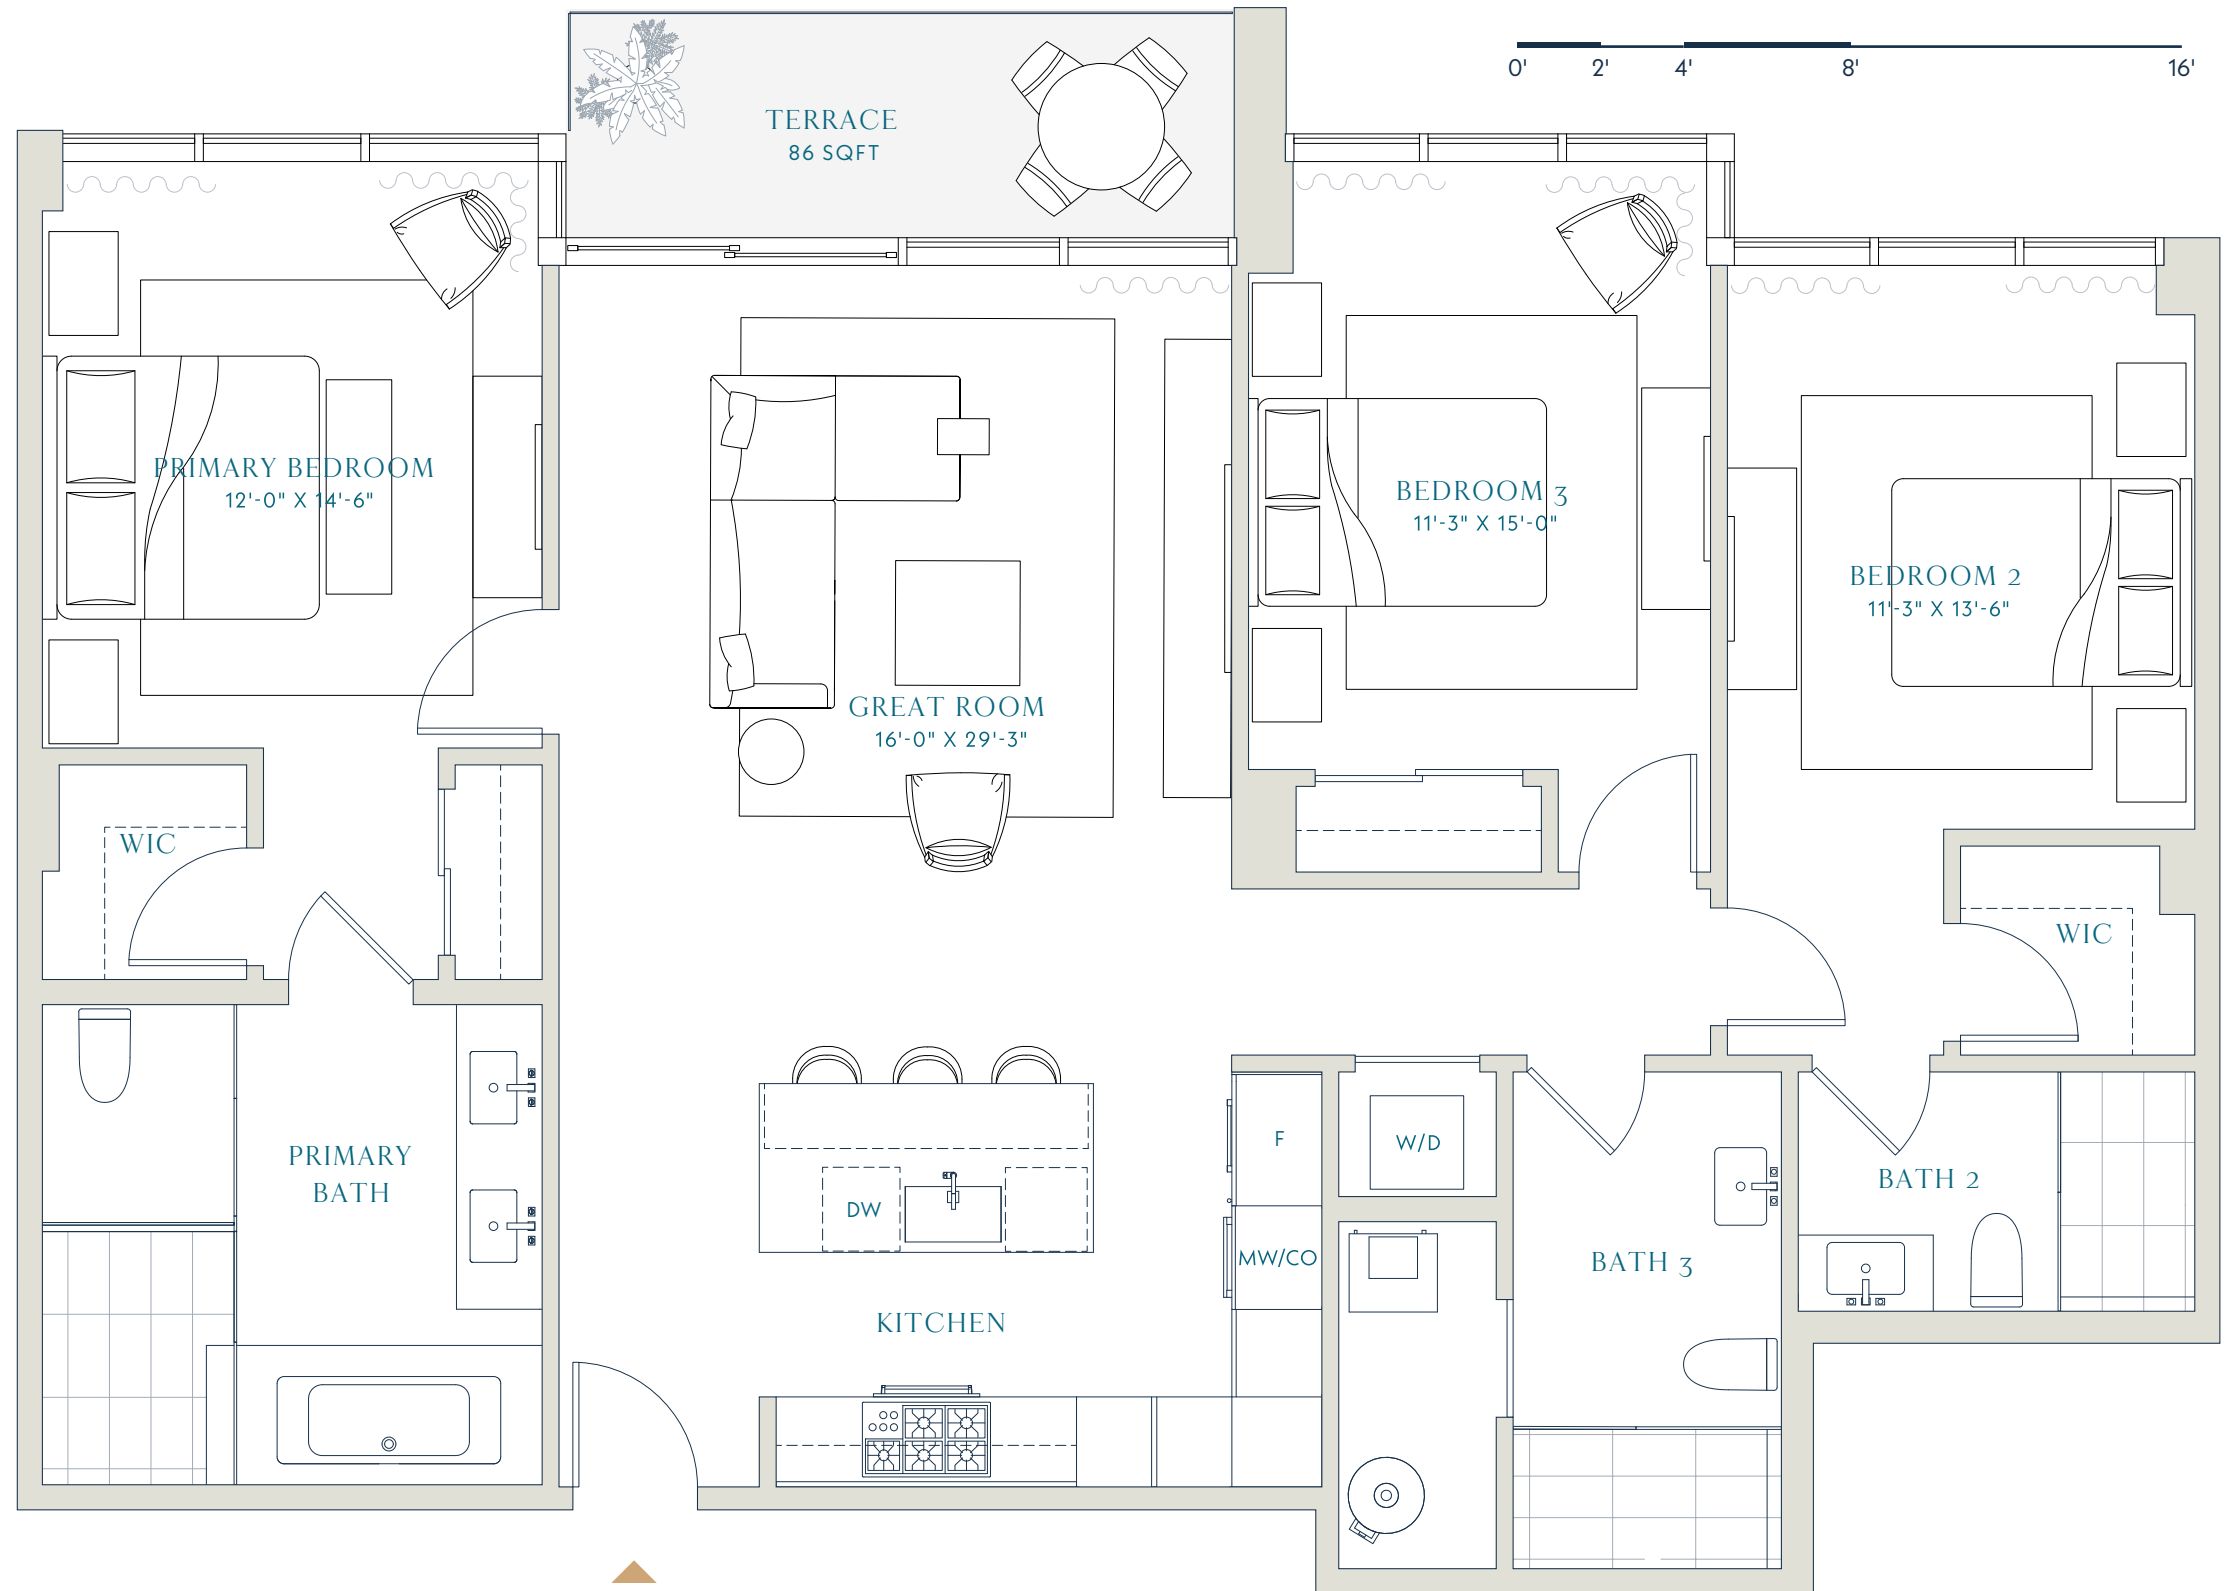 0' 2' 4' 8' 16'
TERRACE
86 SQFT
PRIMARY BEDROOM
12'-0" X 14'-6"
BEDROOM 3
11'-3" X 15'-0"
BEDROOM 2
11'-3" X 13'-6"
GREAT ROOM
16'-0" X 29'-3"
WIC
WIC
PRIMARY
BATH
F
W/D
DW
MW/CO
BATH 2
BATH 3
KITCHEN